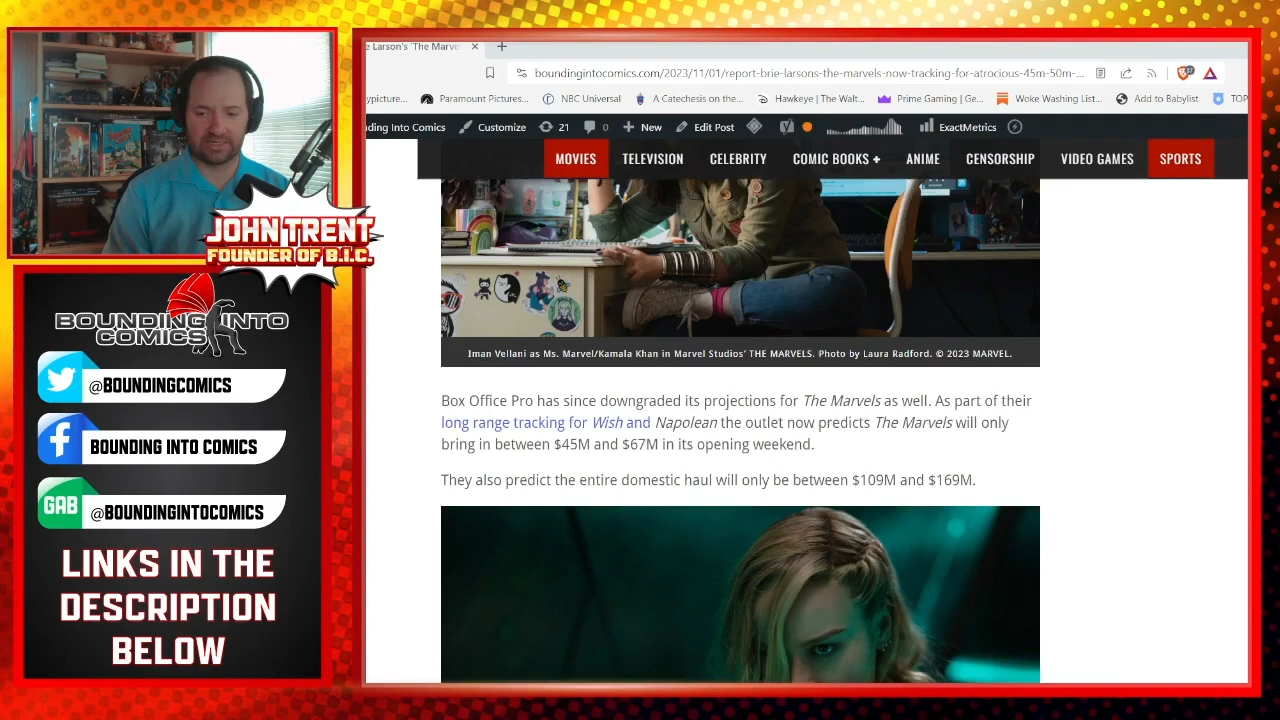 JOHN TRENT
FOUNDER OF B.I.C.
BOUNDING INTO
COMICS
@BOUNDINGCOMICS
BOUNDING INTO COMICS
GAB
@BOUNDINGINTOCOMICS
LINKS IN THE
DESCRIPTION
BELOW
e Larson's 'The Marve
boundingintocomics.com/2023/11/01/report-brie-larsons-the-marvels-now-tracking-for-atrocious-45m-50m-...
ypicture... Paramount Pictures... NBC Universal A Catechesis on the... Hawkeye | The Walt... Prime Gaming | Ge... Woke Washing List... Add to Babylist TOP
ding Into Comics Customize 21 0 New Edit Post ExactMetrics
MOVIES TELEVISION CELEBRITY COMIC BOOKS + ANIME CENSORSHIP VIDEO GAMES SPORTS
Iman Vellani as Ms. Marvel/Kamala Khan in Marvel Studios' THE MARVELS. Photo by Laura Radford. © 2023 MARVEL.
Box Office Pro has since downgraded its projections for The Marvels as well. As part of their
long range tracking for Wish and Napolean the outlet now predicts The Marvels will only
bring in between $45M and $67M in its opening weekend.
They also predict the entire domestic haul will only be between $109M and $169M.